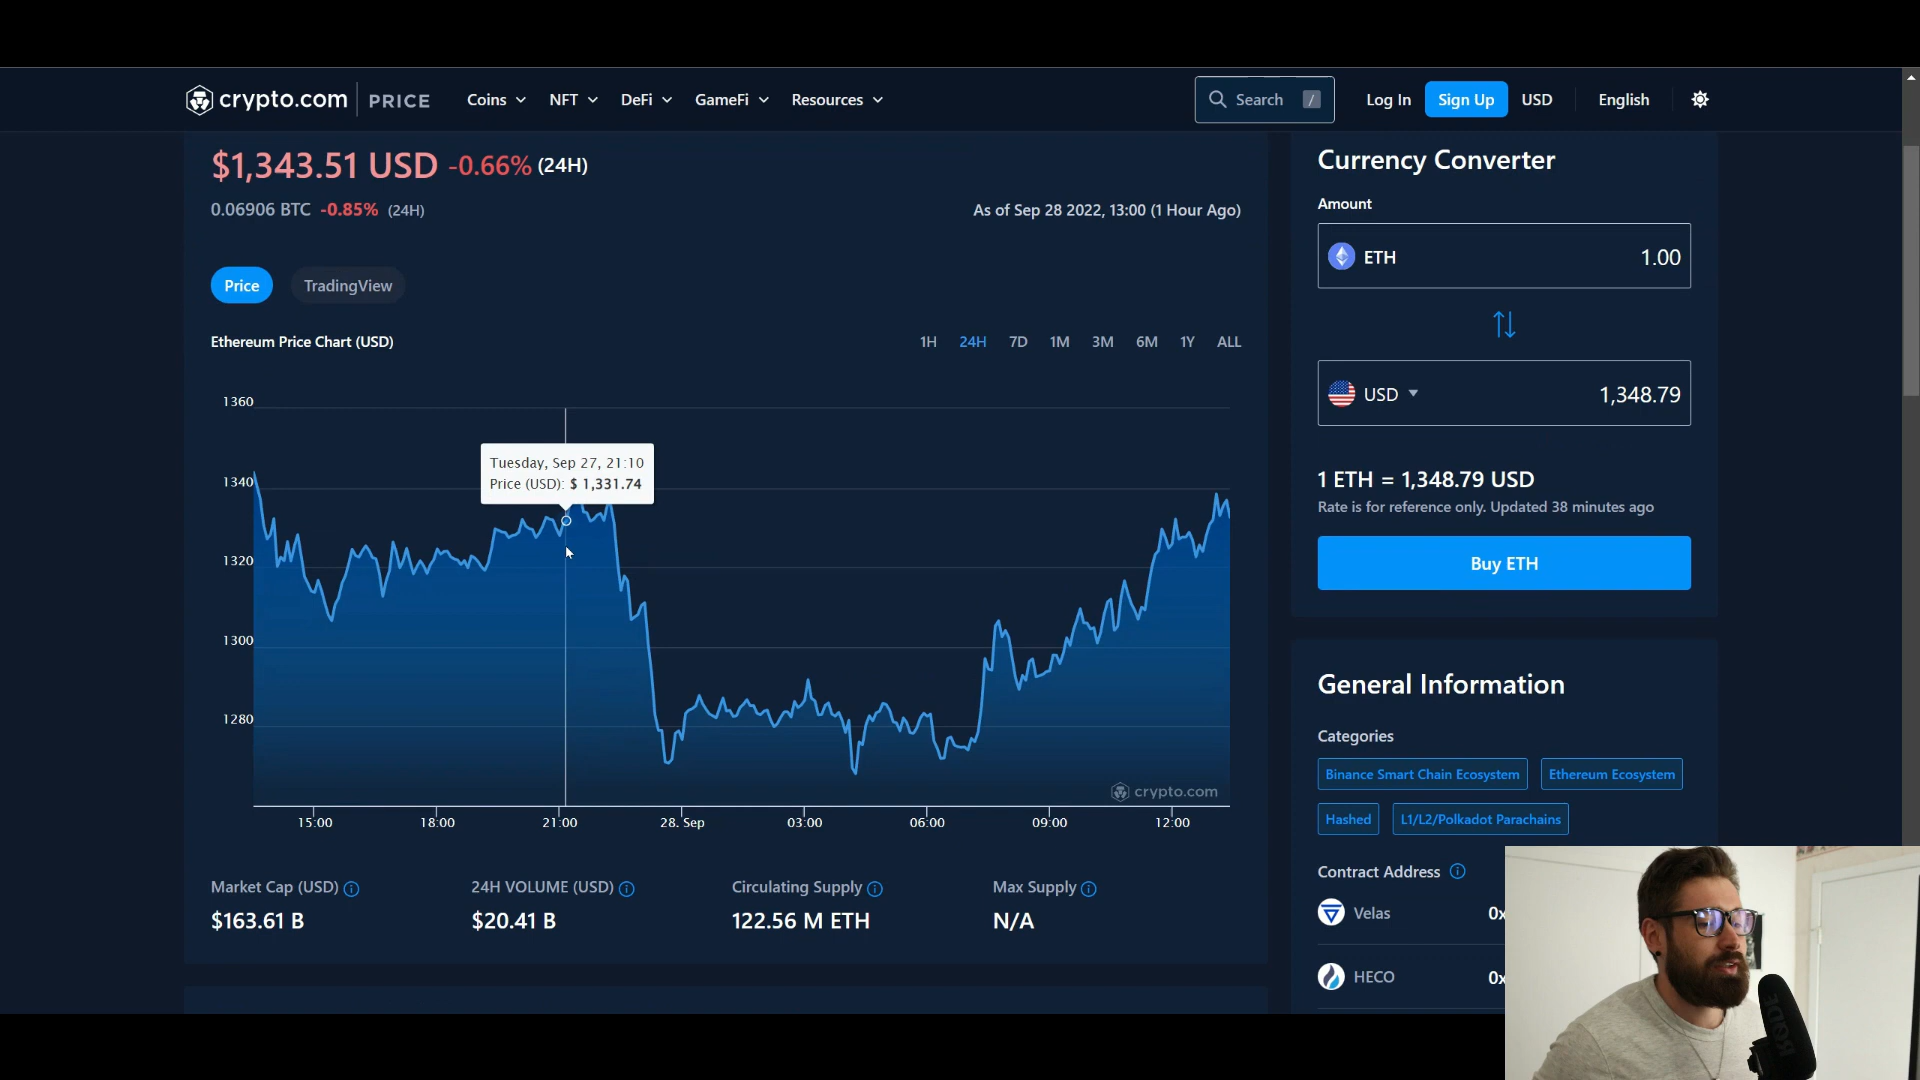 crypto.com PRICE Coins NFT DeFi GameFi Resources Search / Log In Sign Up USD English
$1,343.51 USD -0.66% (24H)
0.06906 BTC -0.85% (24H)
As of Sep 28 2022, 13:00 (1 Hour Ago)
Price TradingView
Ethereum Price Chart (USD)
1H 24H 7D 1M 3M 6M 1Y ALL
1360
1340
1320
1300
1280
Tuesday, Sep 27, 21:10
Price (USD): $ 1,331.74
crypto.com
15:00 18:00 21:00 28. Sep 03:00 06:00 09:00 12:00
Market Cap (USD)
$163.61 B
24H VOLUME (USD)
$20.41 B
Circulating Supply
122.56 M ETH
Max Supply
N/A
Currency Converter
Amount
ETH 1.00
USD 1,348.79
1 ETH = 1,348.79 USD
Rate is for reference only. Updated 38 minutes ago
Buy ETH
General Information
Categories
Binance Smart Chain Ecosystem Ethereum Ecosystem
Hashed L1/L2/Polkadot Parachains
Contract Address
Velas 0x
HECO 0x
RODE